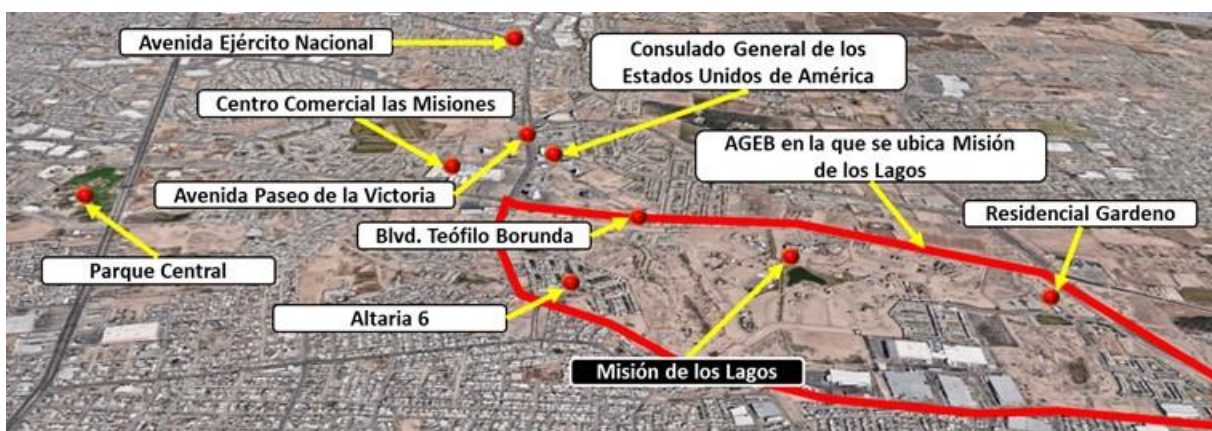 Avenida Ejército Nacional
Consulado General de los
Estados Unidos de América
Centro Comercial las Misiones
AGEB en la que se ubica Misión
de los Lagos
Avenida Paseo de la Victoria
Residencial Gardeno
Blvd. Teófilo Borunda
Parque Central
Altaria 6
Misión de los Lagos